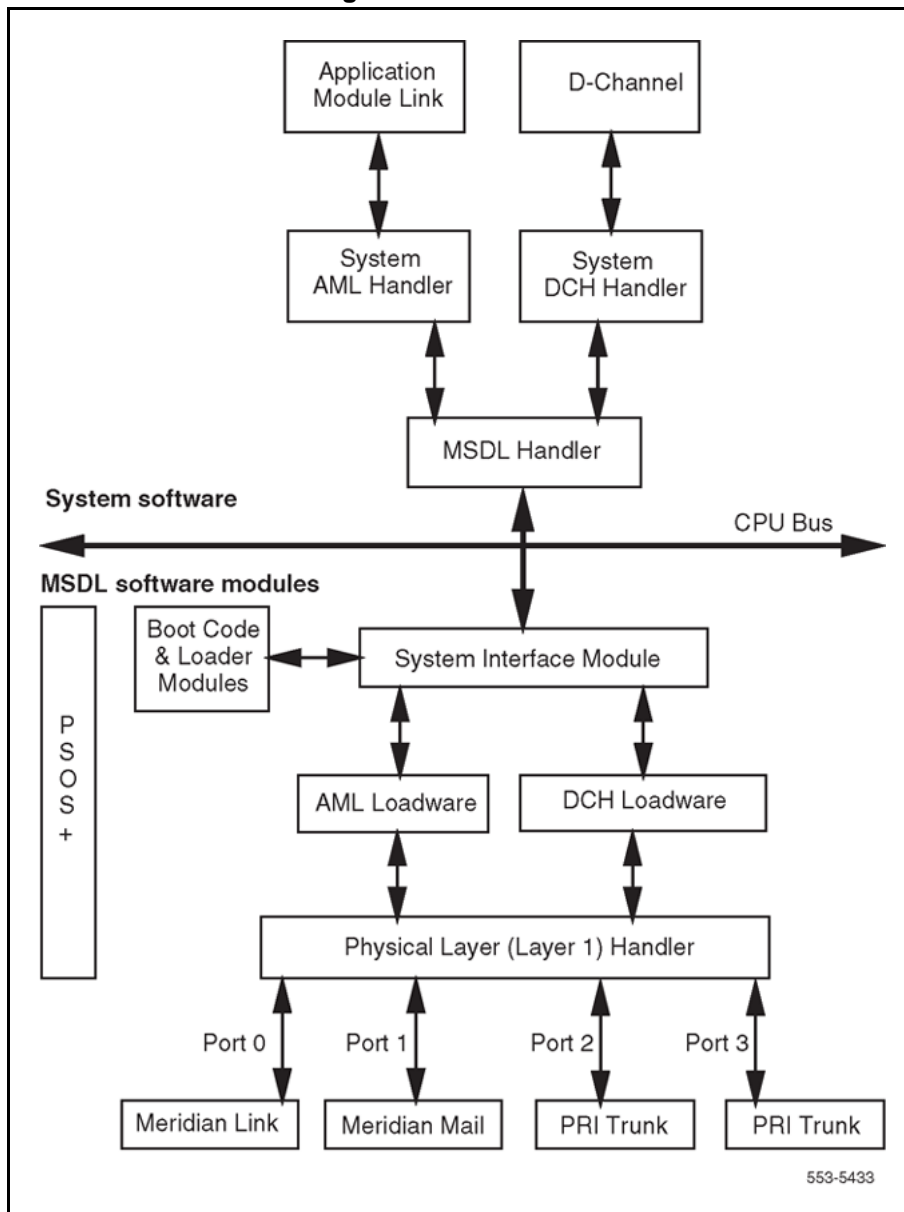 Application
Module Link
D-Channel
System
AML Handler
System
DCH Handler
MSDL Handler
System software
CPU Bus
MSDL software modules
P
S
O
S
+
Boot Code
& Loader
Modules
System Interface Module
AML Loadware
DCH Loadware
Physical Layer (Layer 1) Handler
Port 0
Port 1
Port 2
Port 3
Meridian Link
Meridian Mail
PRI Trunk
PRI Trunk
553-5433